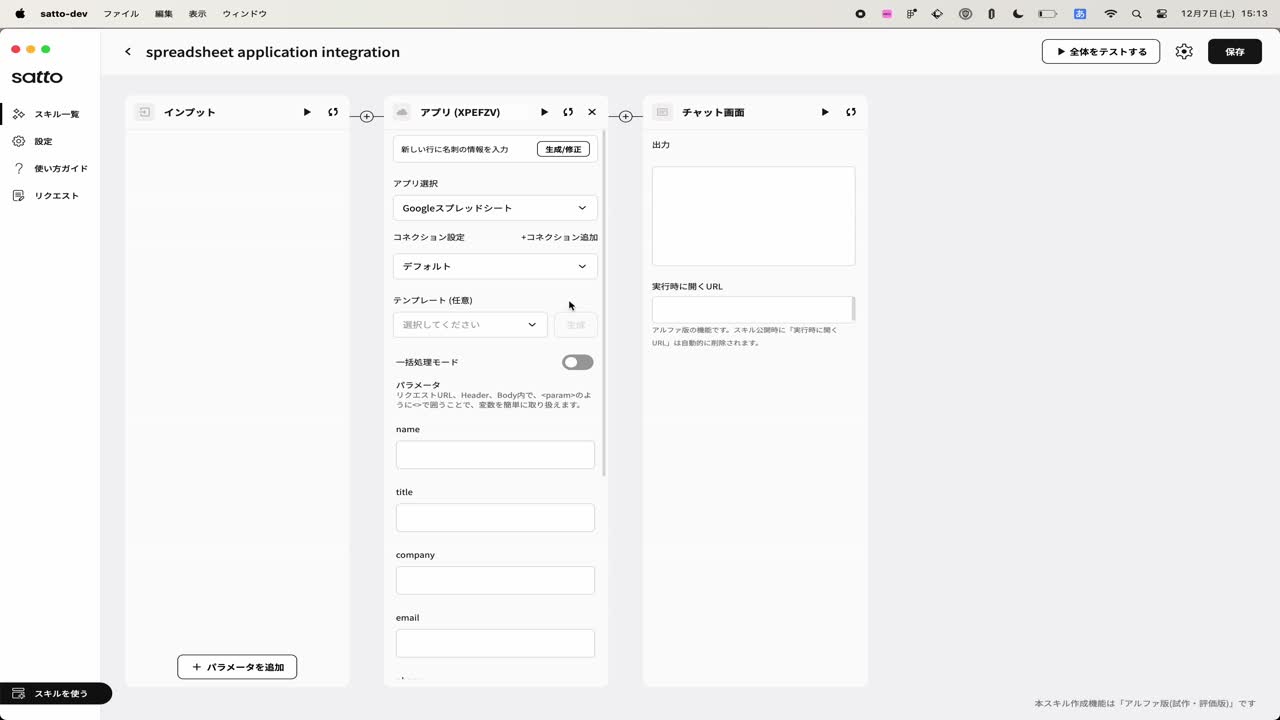 satto-dev ファイル 編集 表示 ウィンドウ
あ 12月7日(土) 15:13
satto
スキル一覧
設定
使い方ガイド
リクエスト
スキルを使う
spreadsheet application integration
全体をテストする
保存
インプット
パラメータを追加
アプリ (XPEFZV)
新しい行に名刺の情報を入力
生成/修正
アプリ選択
Googleスプレッドシート
コネクション設定 +コネクション追加
デフォルト
テンプレート (任意)
選択してください
生成
一括処理モード
パラメータ
リクエストURL、Header、Body内で、<param>のよ
うに<>で囲うことで、変数を簡単に取り扱えます。
name
title
company
email
チャット画面
出力
実行時に開くURL
アルファ版の機能です。スキル公開時に「実行時に開く
URL」は自動的に削除されます。
本スキル作成機能は「アルファ版(試作・評価版)」です